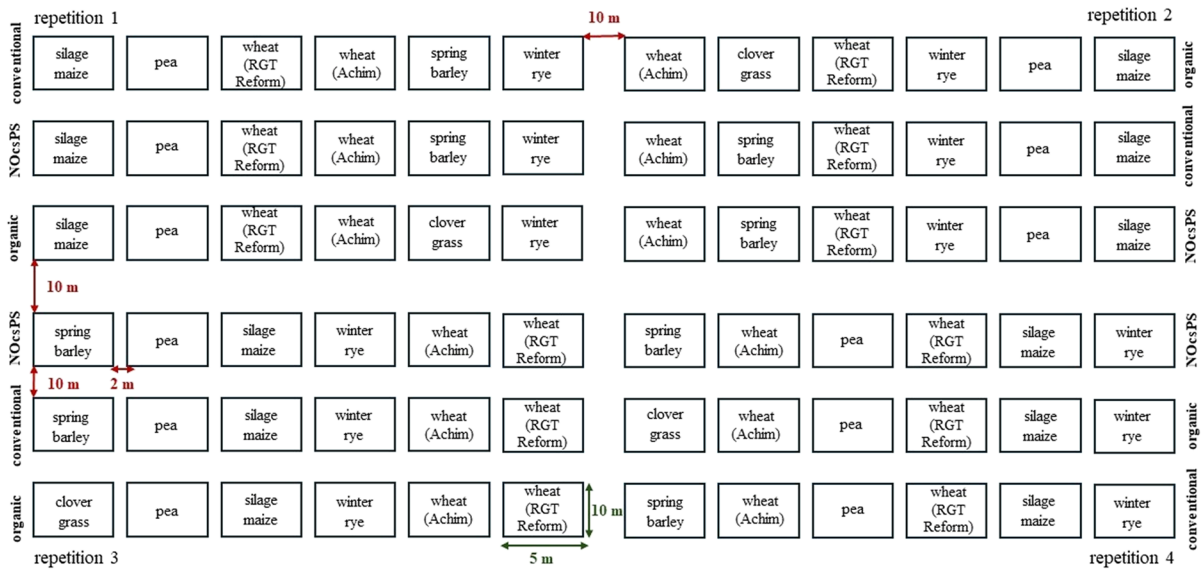 repetition 1
10 m
repetition 2
conventional
silage maize
pea
wheat (RGT Reform)
wheat (Achim)
spring barley
winter rye
wheat (Achim)
clover grass
wheat (RGT Reform)
winter rye
pea
silage maize
organic
NOcsPS
silage maize
pea
wheat (RGT Reform)
wheat (Achim)
spring barley
winter rye
wheat (Achim)
spring barley
wheat (RGT Reform)
winter rye
pea
silage maize
conventional
organic
silage maize
pea
wheat (RGT Reform)
wheat (Achim)
clover grass
winter rye
wheat (Achim)
spring barley
wheat (RGT Reform)
winter rye
pea
silage maize
NOcsPS
10 m
NOcsPS
spring barley
pea
silage maize
winter rye
wheat (Achim)
wheat (RGT Reform)
spring barley
wheat (Achim)
pea
wheat (RGT Reform)
silage maize
winter rye
NOcsPS
10 m
2 m
conventional
spring barley
pea
silage maize
winter rye
wheat (Achim)
wheat (RGT Reform)
clover grass
wheat (Achim)
pea
wheat (RGT Reform)
silage maize
winter rye
organic
organic
clover grass
pea
silage maize
winter rye
wheat (Achim)
wheat (RGT Reform)
10 m
spring barley
wheat (Achim)
pea
wheat (RGT Reform)
silage maize
winter rye
conventional
repetition 3
5 m
repetition 4